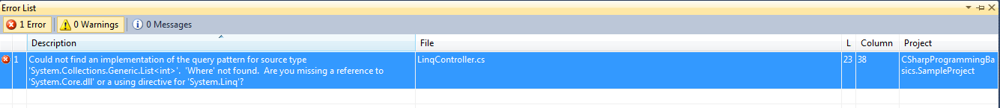 Error List
1 Error 0 Warnings 0 Messages
Description File L Column Project
1 Could not find an implementation of the query pattern for source type LinqController.cs 23 38 CSharpProgrammingBa
'System.Collections.Generic.List<int>'. 'Where' not found. Are you missing a reference to sics.SampleProject
'System.Core.dll' or a using directive for 'System.Linq'?